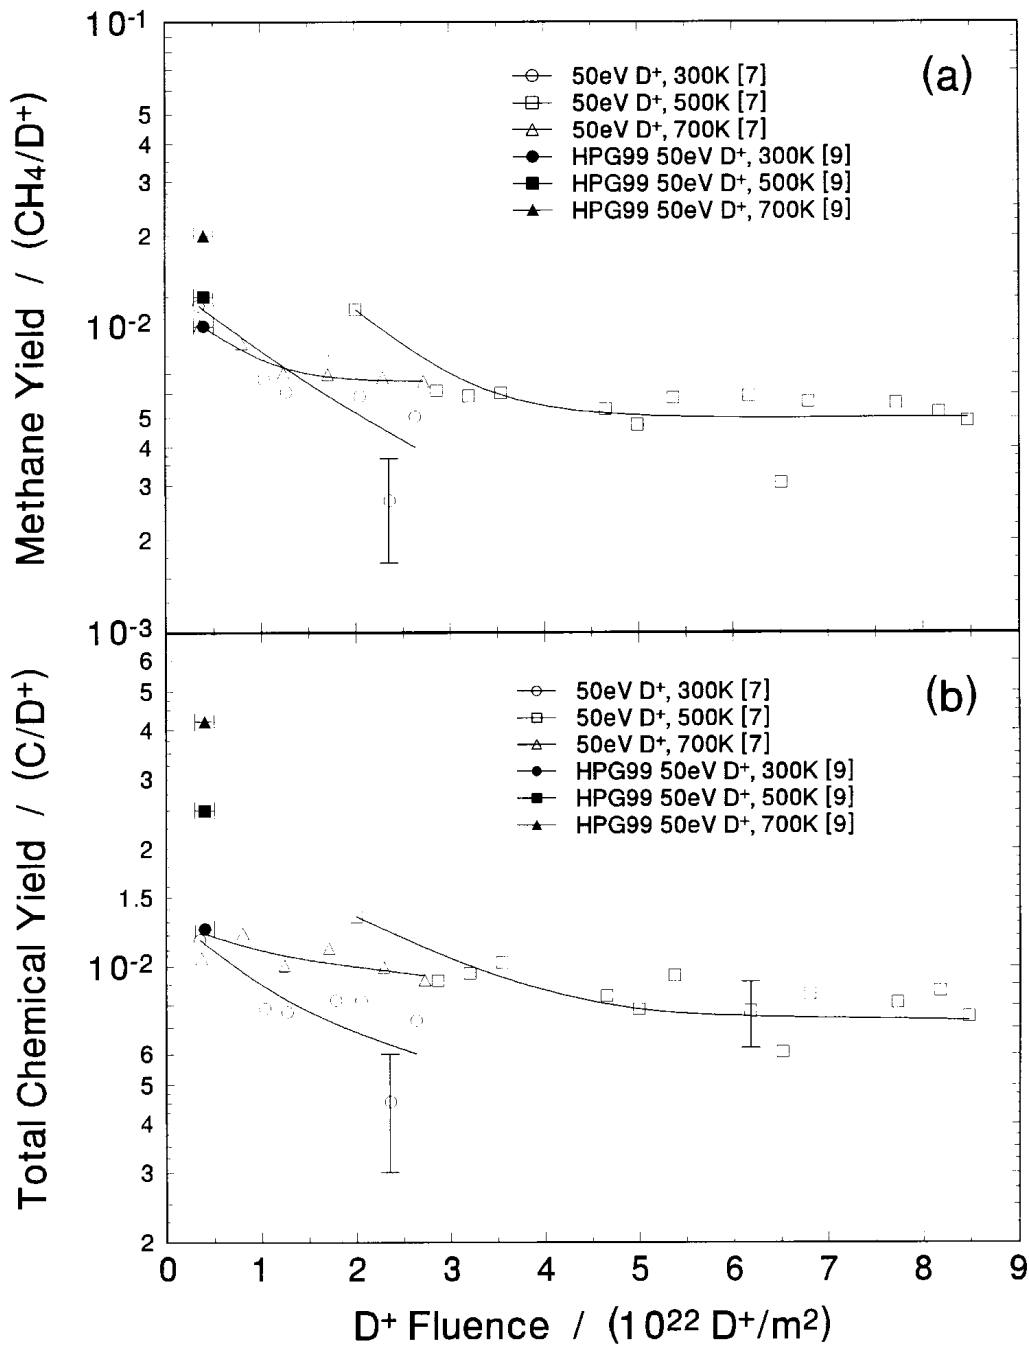 10-1
(a)
50eV D+, 300K [7]
50eV D+, 500K [7]
50eV D+, 700K [7]
HPG99 50eV D+, 300K [9]
HPG99 50eV D+, 500K [9]
HPG99 50eV D+, 700K [9]
5
4
3
2
10-2
5
4
3
2
10-3
Methane Yield / (CH4/D+)
(b)
50eV D+, 300K [7]
50eV D+, 500K [7]
50eV D+, 700K [7]
HPG99 50eV D+, 300K [9]
HPG99 50eV D+, 500K [9]
HPG99 50eV D+, 700K [9]
6
5
4
3
2
1.5
10-2
6
5
4
3
2
Total Chemical Yield / (C/D+)
0 1 2 3 4 5 6 7 8 9
D+ Fluence / (1022 D+/m2)